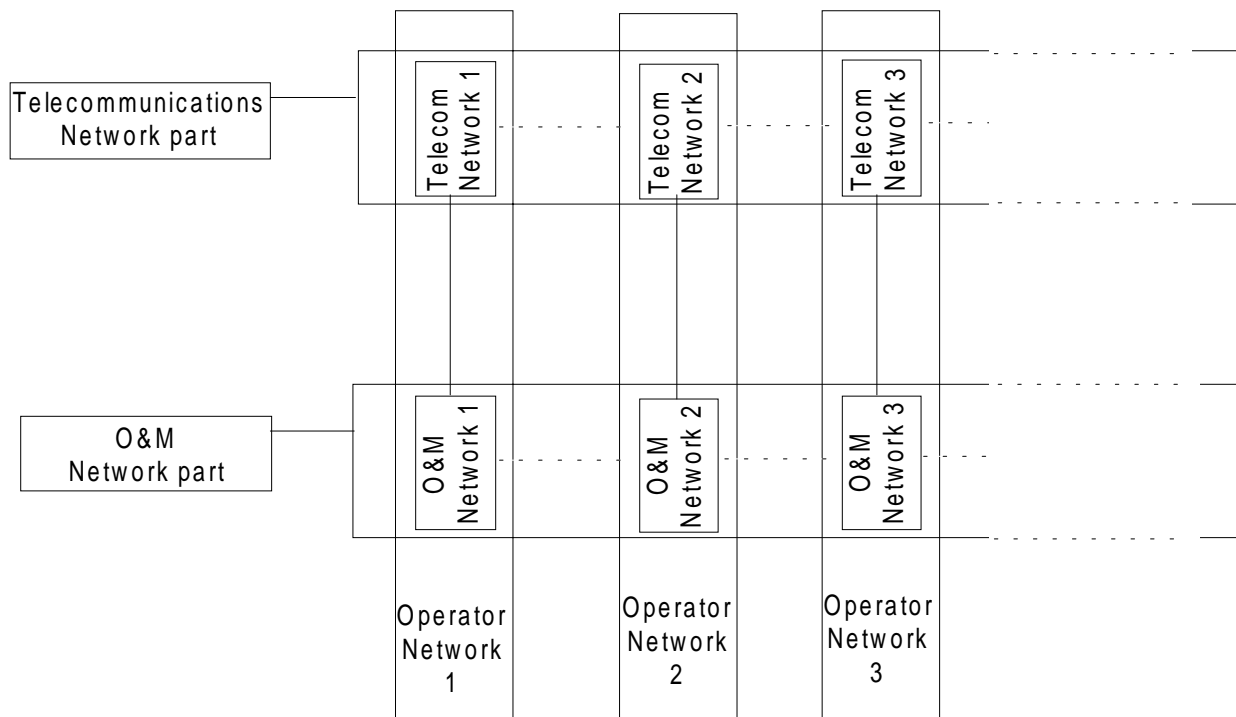 Telecommunications
Network part
Telecom
Network 1
Telecom
Network 2
Telecom
Network 3
O&M
Network part
O&M
Network 1
O&M
Network 2
O&M
Network 3
Operator
Network
1
Operator
Network
2
Operator
Network
3